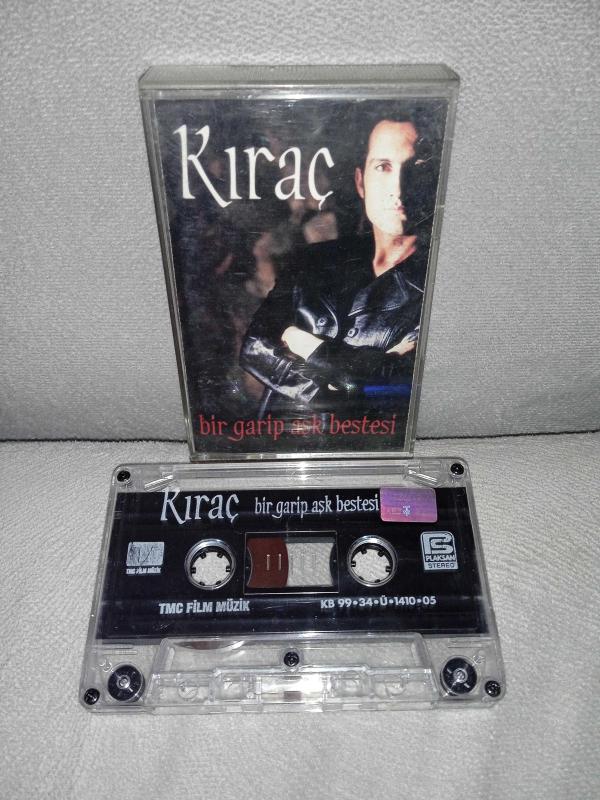 Kıraç
bir garip aşk bestesi
Kıraç
bir garip aşk bestesi
TMC FİLM MÜZİK
PLAKSAN
STEREO
TMC FİLM MÜZİK
KB 99•34•Ü•1410•05